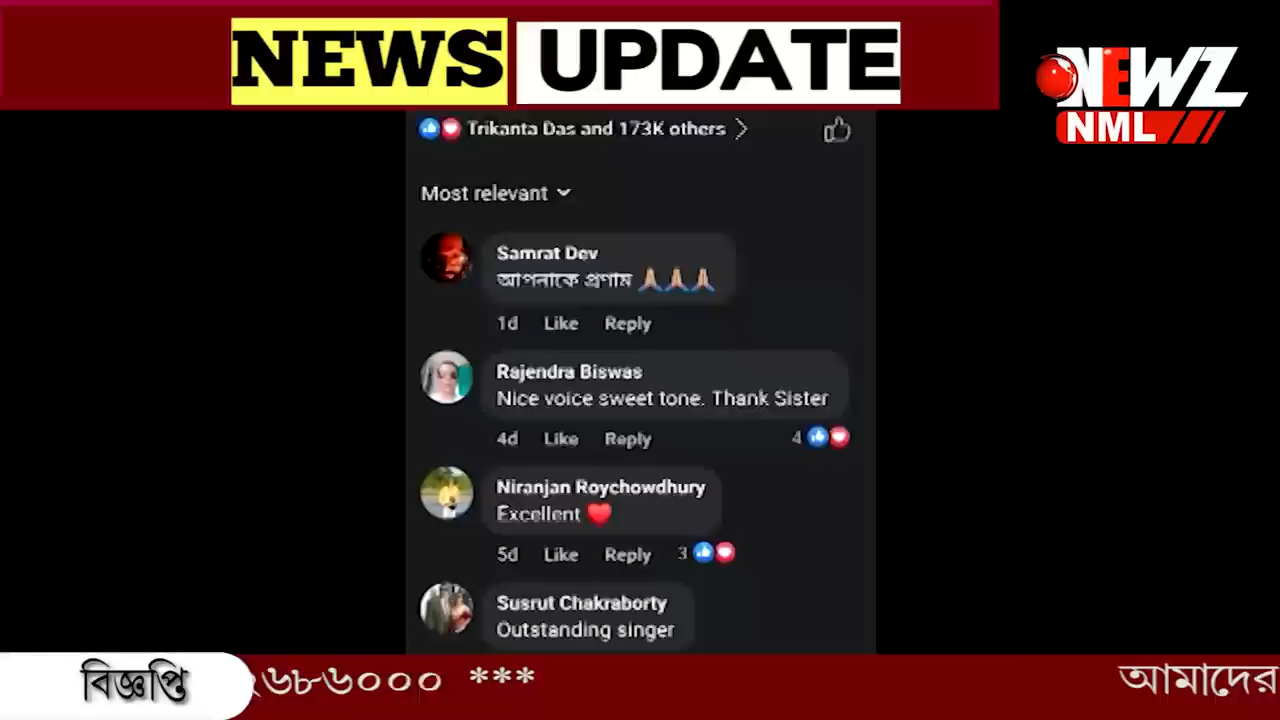 NEWS UPDATE
NEWZ
NML
Trikanta Das and 173K others
Most relevant
Samrat Dev
আপনাকে প্রণাম 🙏🏼🙏🏼🙏🏼
1d Like Reply
Rajendra Biswas
Nice voice sweet tone. Thank Sister
4d Like Reply 4
Niranjan Roychowdhury
Excellent ❤️
5d Like Reply 3
Susrut Chakraborty
Outstanding singer
বিজ্ঞপ্তি ৬৮৬০০০ *** আমাদের